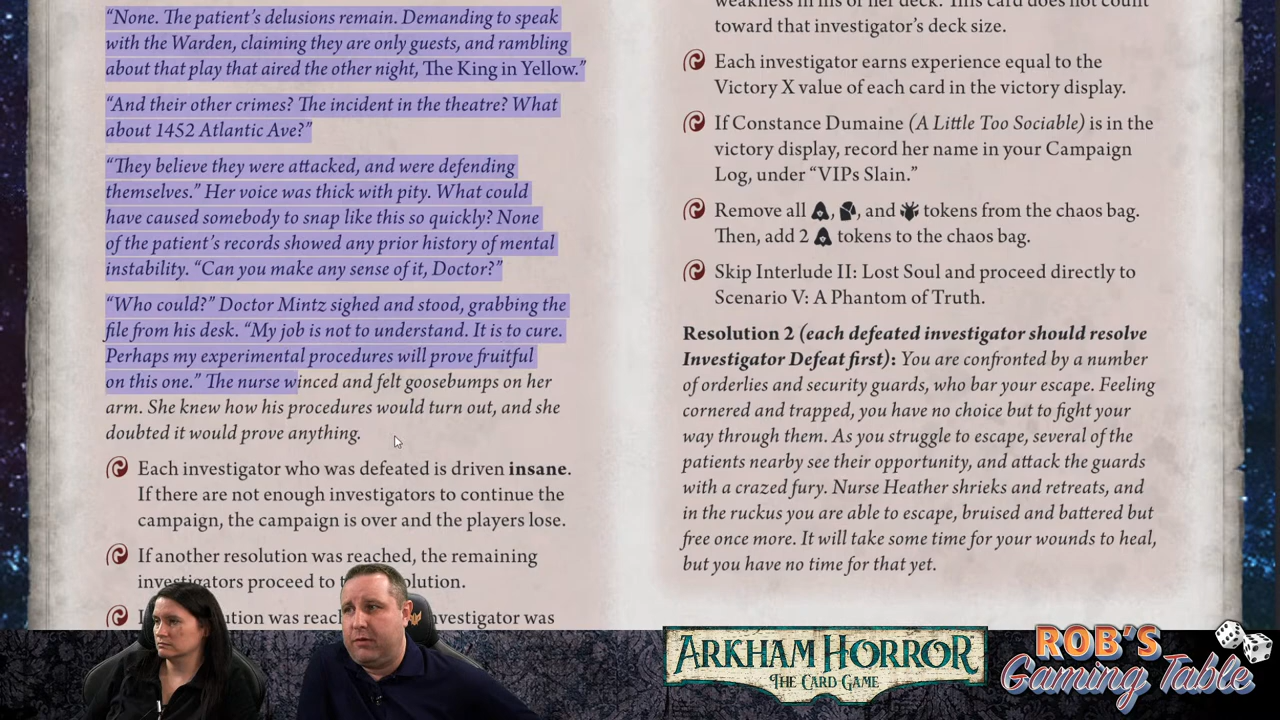 “None. The patient’s delusions remain. Demanding to speak
with the Warden, claiming they are only guests, and rambling
about that play that aired the other night, The King in Yellow.”
“And their other crimes? The incident in the theatre? What
about 1452 Atlantic Ave?”
“They believe they were attacked, and were defending
themselves.” Her voice was thick with pity. What could
have caused somebody to snap like this so quickly? None
of the patient’s records showed any prior history of mental
instability. “Can you make any sense of it, Doctor?”
“Who could?” Doctor Mintz sighed and stood, grabbing the
file from his desk. “My job is not to understand. It is to cure.
Perhaps my experimental procedures will prove fruitful
on this one.” The nurse winced and felt goosebumps on her
arm. She knew how his procedures would turn out, and she
doubted it would prove anything.
Each investigator who was defeated is driven insane.
If there are not enough investigators to continue the
campaign, the campaign is over and the players lose.
If another resolution was reached, the remaining
investigators proceed to
weakness in his or her deck. This card does not count
toward that investigator’s deck size.
Each investigator earns experience equal to the
Victory X value of each card in the victory display.
If Constance Dumaine (A Little Too Sociable) is in the
victory display, record her name in your Campaign
Log, under “VIPs Slain.”
Remove all , , and tokens from the chaos bag.
Then, add 2 tokens to the chaos bag.
Skip Interlude II: Lost Soul and proceed directly to
Scenario V: A Phantom of Truth.
Resolution 2 (each defeated investigator should resolve
Investigator Defeat first): You are confronted by a number
of orderlies and security guards, who bar your escape. Feeling
cornered and trapped, you have no choice but to fight your
way through them. As you struggle to escape, several of the
patients nearby see their opportunity, and attack the guards
with a crazed fury. Nurse Heather shrieks and retreats, and
in the ruckus you are able to escape, bruised and battered but
free once more. It will take some time for your wounds to heal,
but you have no time for that yet.
ARKHAM HORROR
THE CARD GAME
ROB’S
Gaming Table